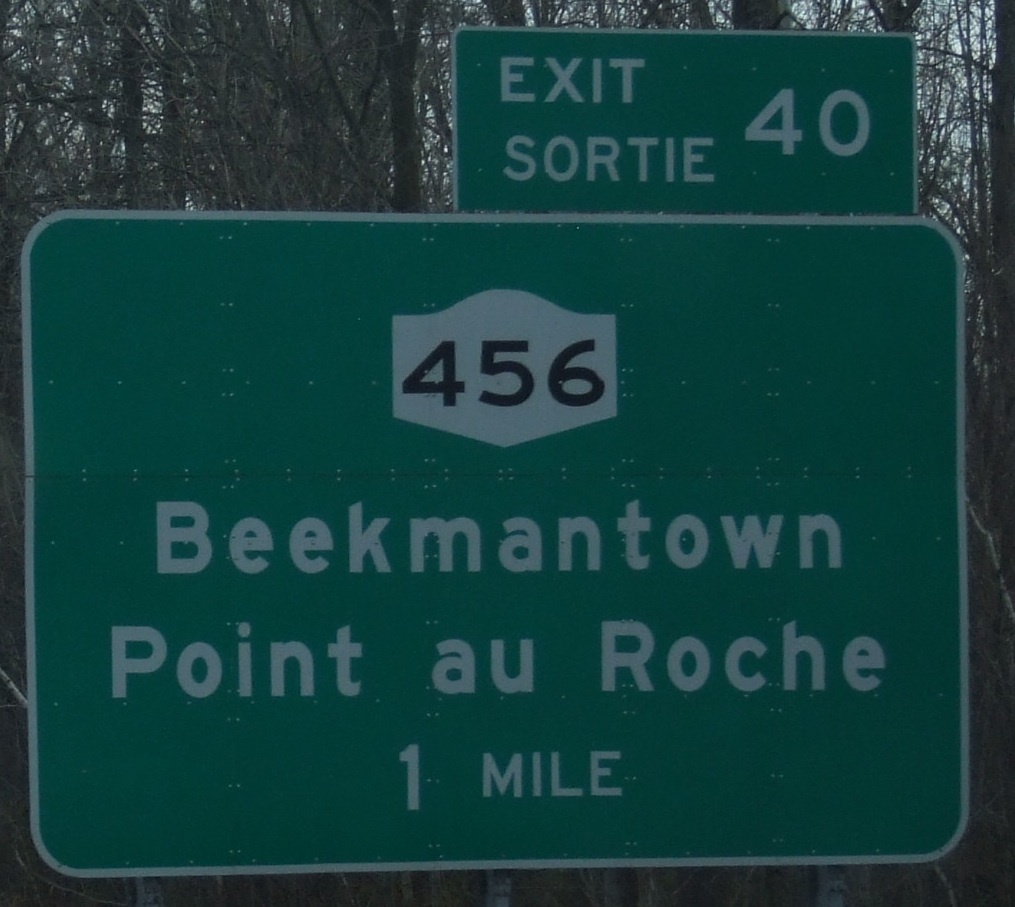 EXIT
SORTIE 40
456
Beekmantown
Point au Roche
1 MILE